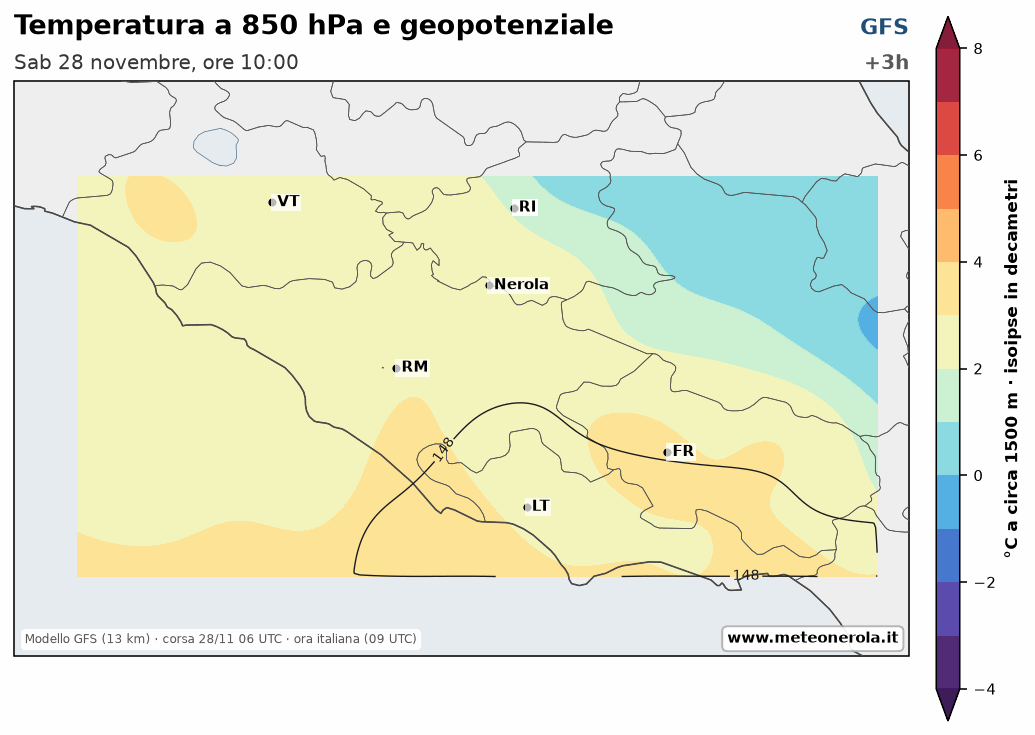 Temperatura a 850 hPa e geopotenziale
GFS
Sab 28 novembre, ore 10:00
+3h
8
6
4
2
0
−2
−4
°C a circa 1500 m · isoipse in decametri
VT
RI
Nerola
RM
148
FR
LT
148
Modello GFS (13 km) · corsa 28/11 06 UTC · ora italiana (09 UTC)
www.meteonerola.it